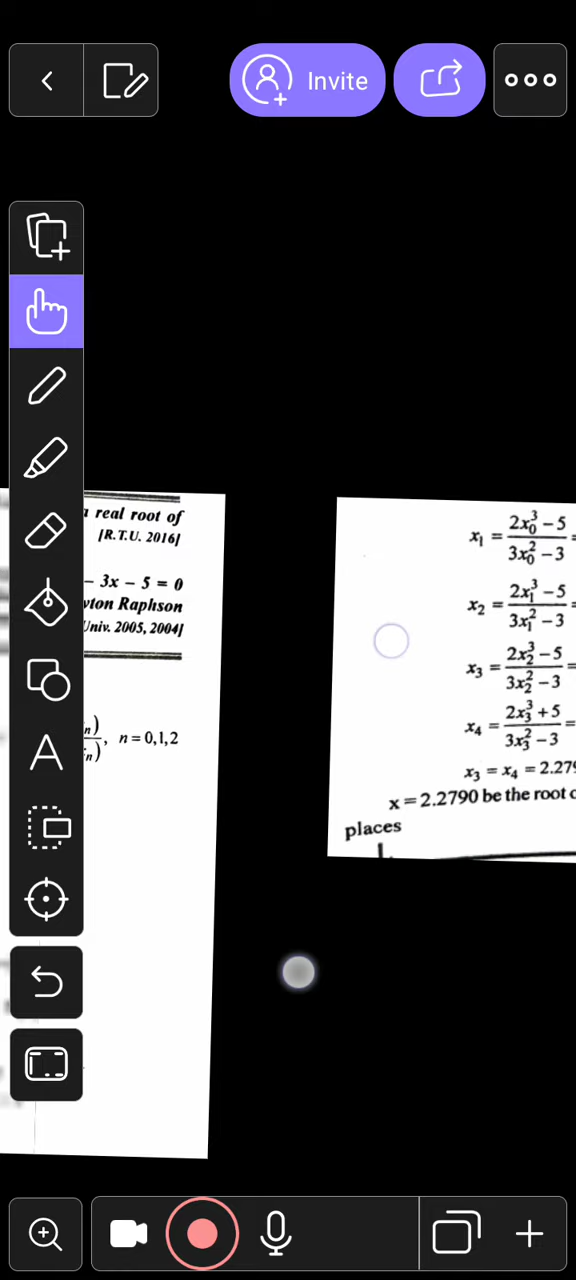 Invite
real root of
[R.T.U. 2016]
- 3x - 5 = 0
Raphson
Univ. 2005, 2004]
n = 0,1,2
x₁ = (2x₀³ - 5)/(3x₀² - 3) =
x₂ = (2x₁³ - 5)/(3x₁² - 3) =
x₃ = (2x₂³ - 5)/(3x₂² - 3) =
x₄ = (2x₃³ + 5)/(3x₃² - 3) =
x₃ = x₄ = 2.279
x = 2.2790 be the root
places
A